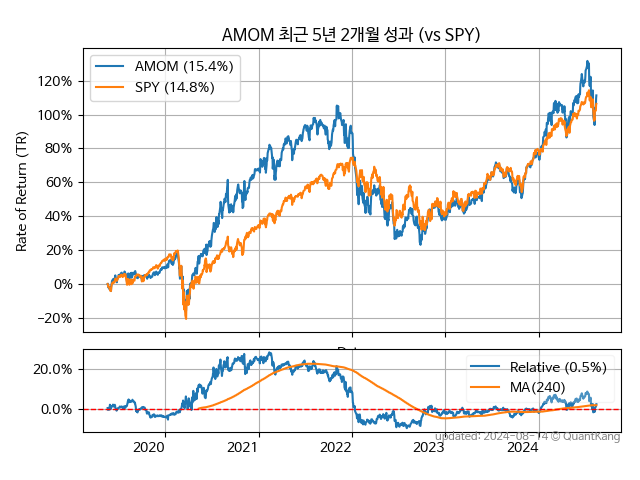 AMOM 최근 5년 2개월 성과 (vs SPY)
AMOM (15.4%)
SPY (14.8%)
Rate of Return (TR)
120%
100%
80%
60%
40%
20%
0%
−20%
20.0%
0.0%
Relative (0.5%)
MA(240)
2020
2021
2022
2023
2024
updated: 2024-08-14 © QuantKang